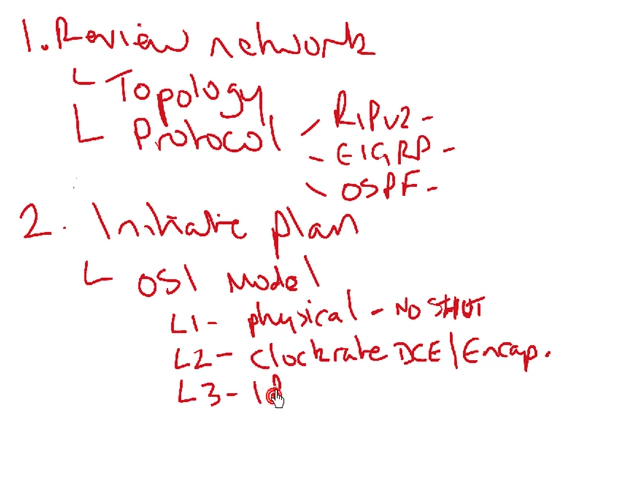 1. Review network
Topology
Protocol
RIPv2 -
- EIGRP -
OSPF -
2. Initiate plan
OSI Model
L1 - physical - NO SHUT
L2 - Clockrate DCE/Encap.
L3 -